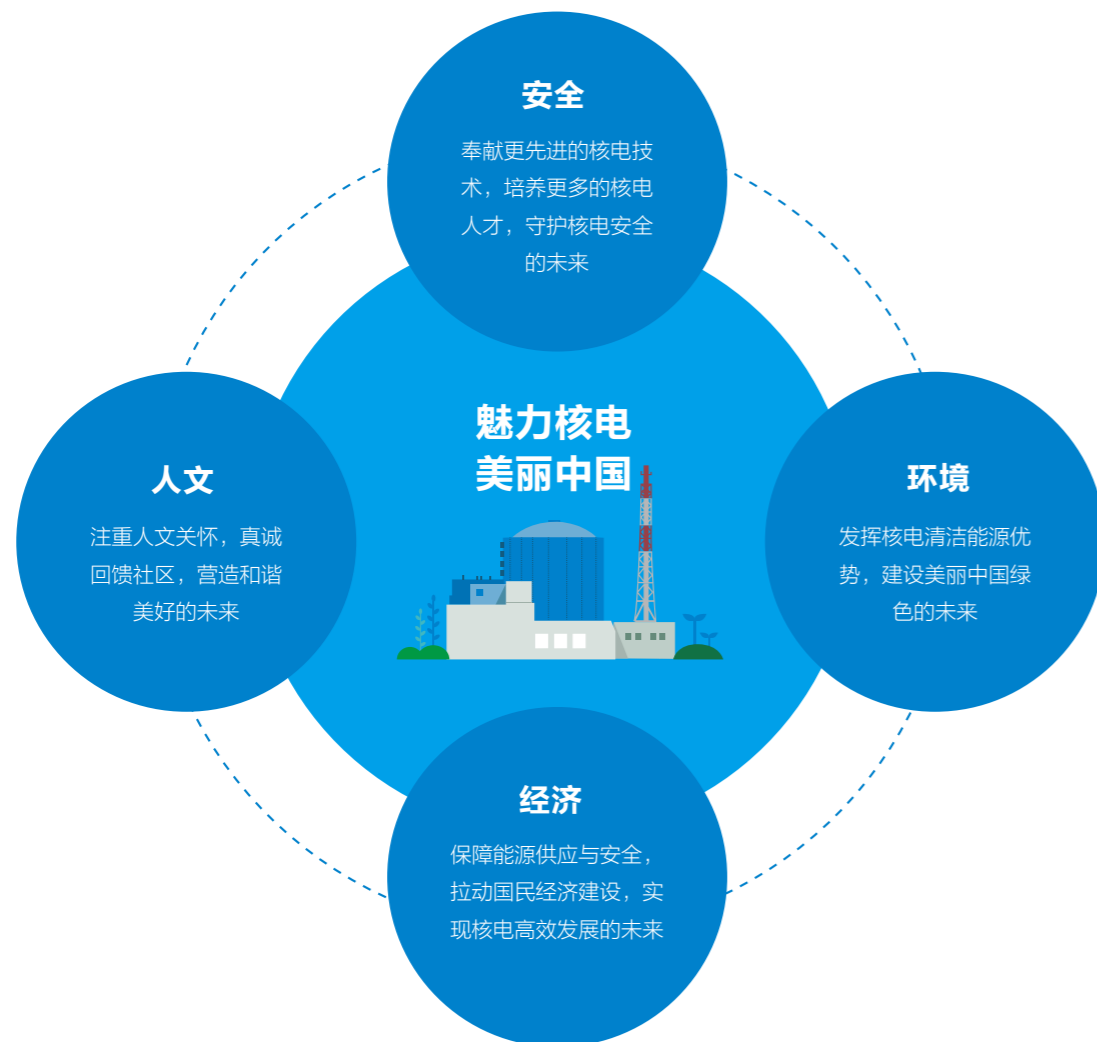 安全
奉献更先进的核电技
术，培养更多的核电
人才，守护核电安全
的未来
魅力核电
美丽中国
人文
注重人文关怀，真诚
回馈社区，营造和谐
美好的未来
环境
发挥核电清洁能源优
势，建设美丽中国绿
色的未来
经济
保障能源供应与安全，
拉动国民经济建设，实
现核电高效发展的未来